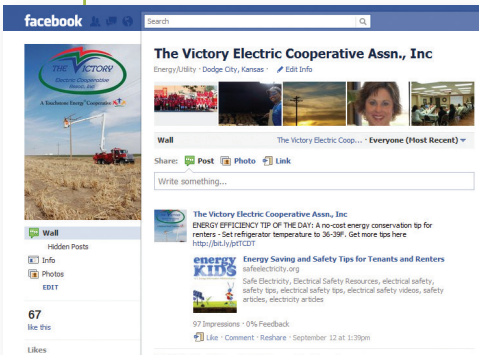 facebook
Search
THE VICTORY
Electric Cooperative
Assn., Inc.
A Touchstone Energy® Cooperative
The Victory Electric Cooperative Assn., Inc
Energy/Utility · Dodge City, Kansas · Edit Info
Wall
The Victory Electric Coop... · Everyone (Most Recent)
Share: Post Photo Link
Write something...
Wall
Hidden Posts
Info
Photos
EDIT
67
like this
Likes
The Victory Electric Cooperative Assn., Inc
ENERGY EFFICIENCY TIP OF THE DAY: A no-cost energy conservation tip for
renters - Set refrigerator temperature to 36-39F. Get more tips here
http://bit.ly/ptTCDT
energy
KIDS
Energy Saving and Safety Tips for Tenants and Renters
safeelectricity.org
Safe Electricity, Electrical Safety Resources, electrical safety,
safety tips, electrical safety tips, electrical safety videos, safety
articles, electricity articles
97 Impressions · 0% Feedback
Like · Comment · Reshare · September 12 at 1:39pm